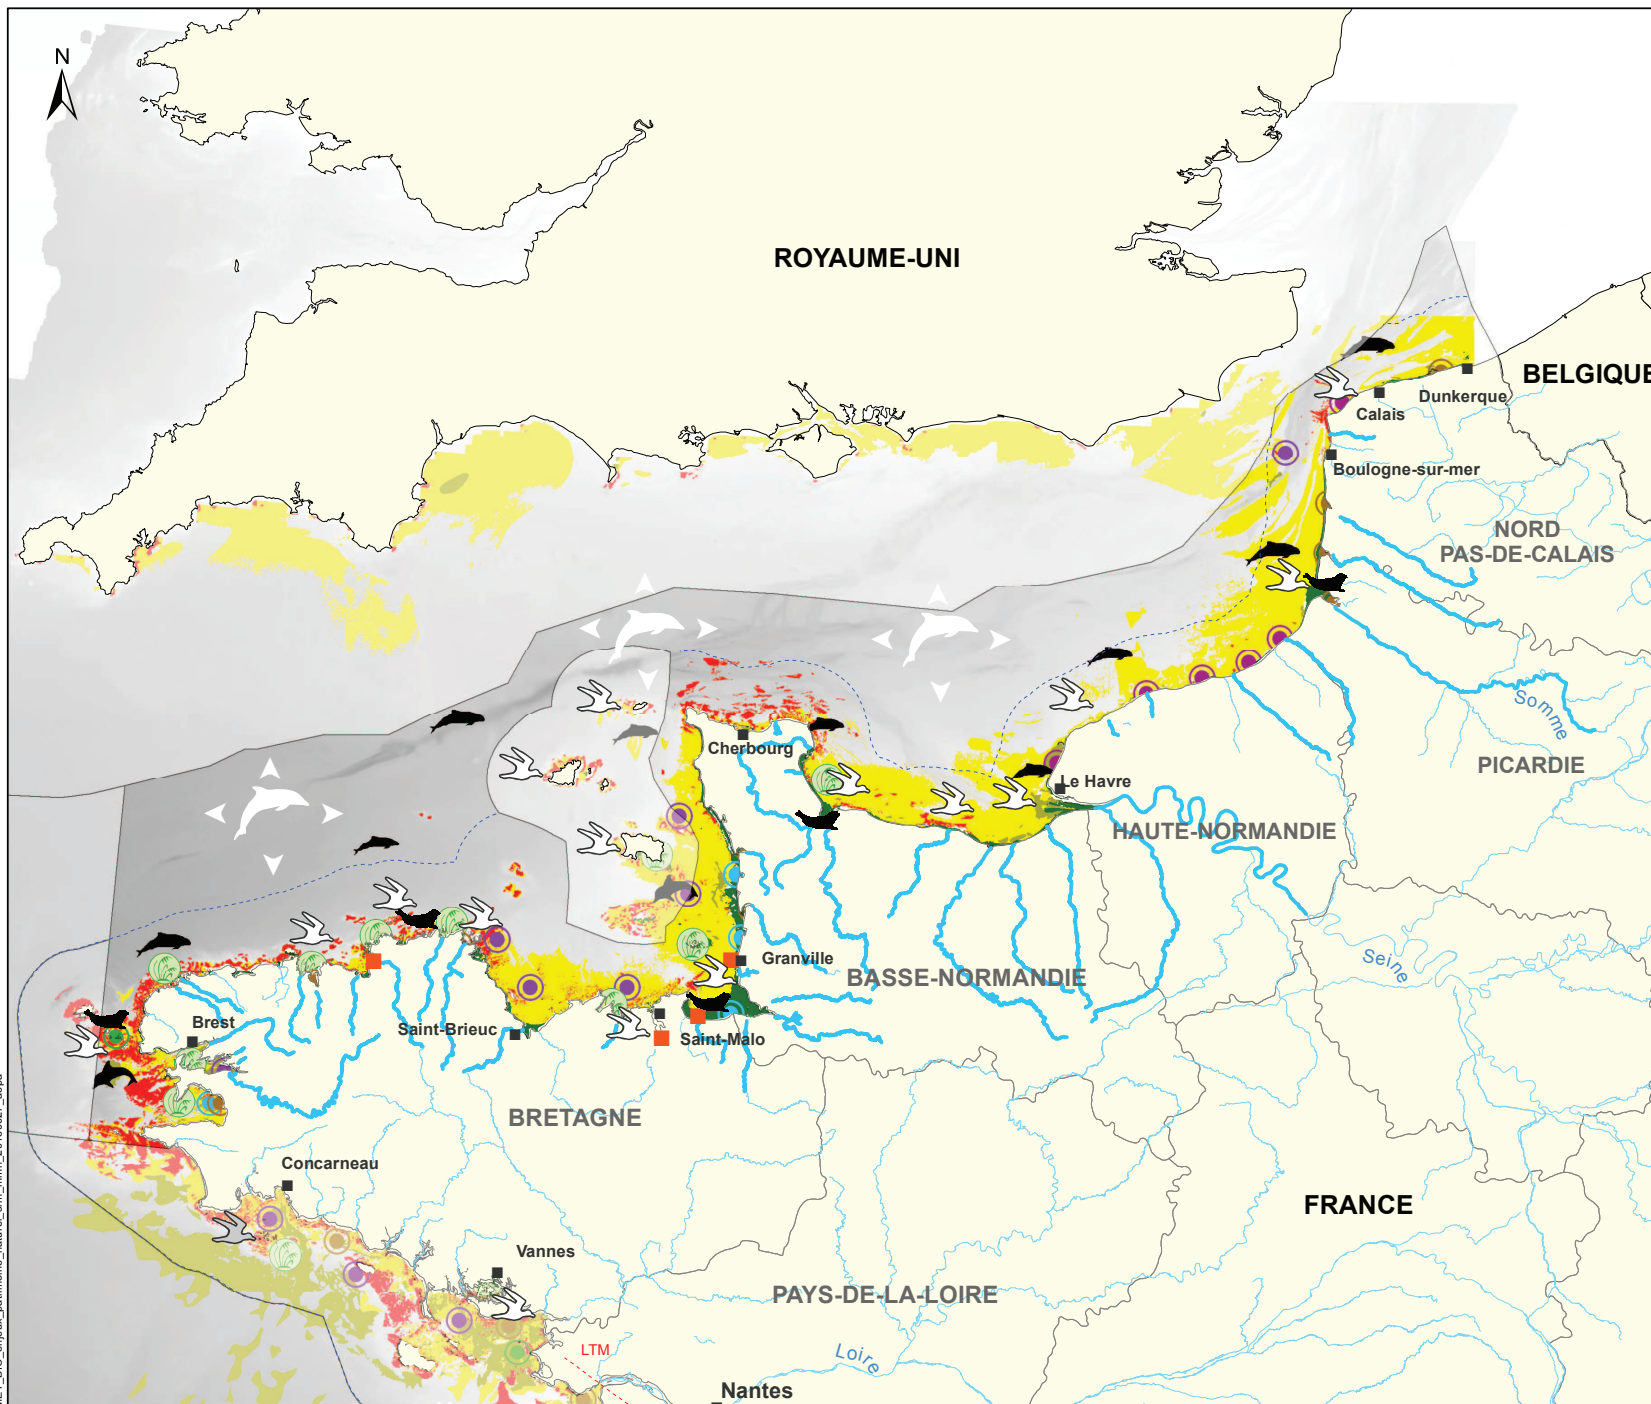 N
ROYAUME-UNI
BELGIQUE
Dunkerque
Calais
Boulogne-sur-mer
NORD
PAS-DE-CALAIS
Somme
Cherbourg
PICARDIE
Le Havre
HAUTE-NORMANDIE
Granville
BASSE-NORMANDIE
Seine
Brest
Saint-Brieuc
Saint-Malo
BRETAGNE
Concarneau
FRANCE
Vannes
PAYS-DE-LA-LOIRE
LTM
Loire
Nantes